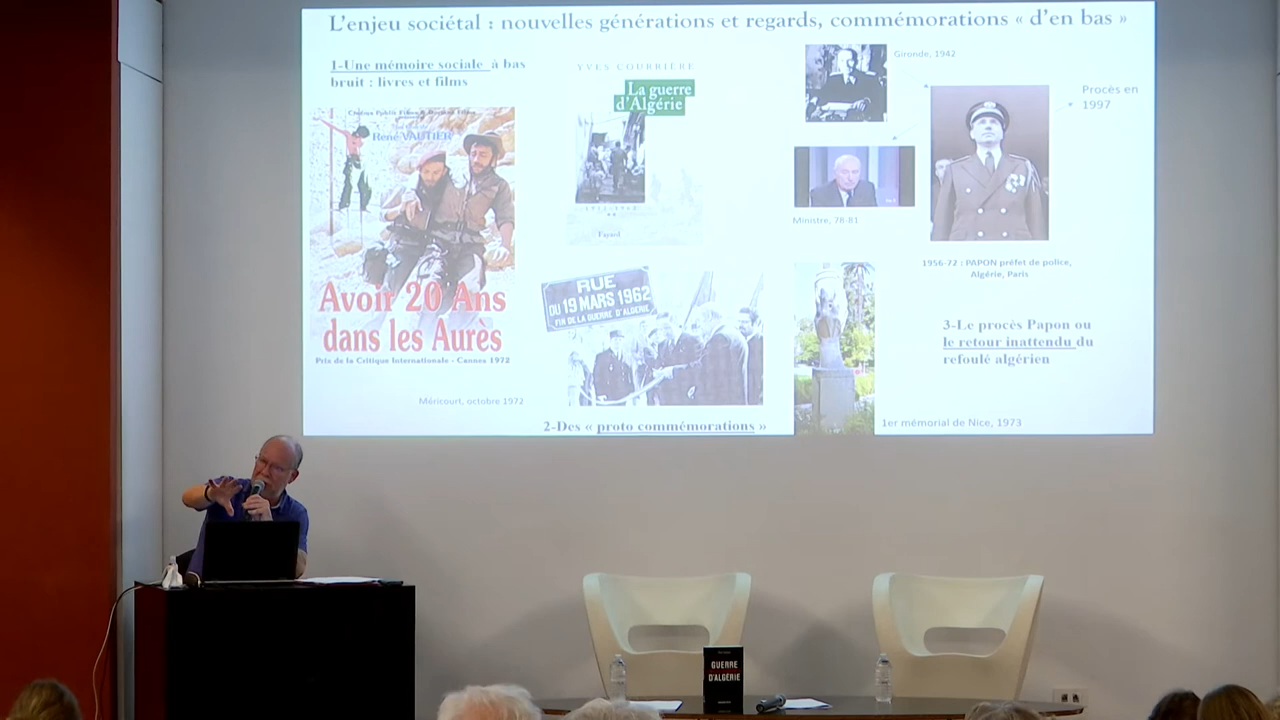 L'enjeu sociétal : nouvelles générations et regards, commémorations « d'en bas »
1-Une mémoire sociale à bas
bruit : livres et films
René VAUTIER
Avoir 20 Ans
dans les Aurès
Prix de la Critique Internationale - Cannes 1972
Méricourt, octobre 1972
YVES COURRIÈRE
La guerre
d'Algérie
Fayard
RUE
DU 19 MARS 1962
FIN DE LA GUERRE D'ALGERIE
2-Des « proto commémorations »
Gironde, 1942
Procès en
1997
Ministre, 78-81
1956-72 : PAPON préfet de police,
Algérie, Paris
3-Le procès Papon ou
le retour inattendu du
refoulé algérien
1er mémorial de Nice, 1973
GUERRE
D'ALGÉRIE